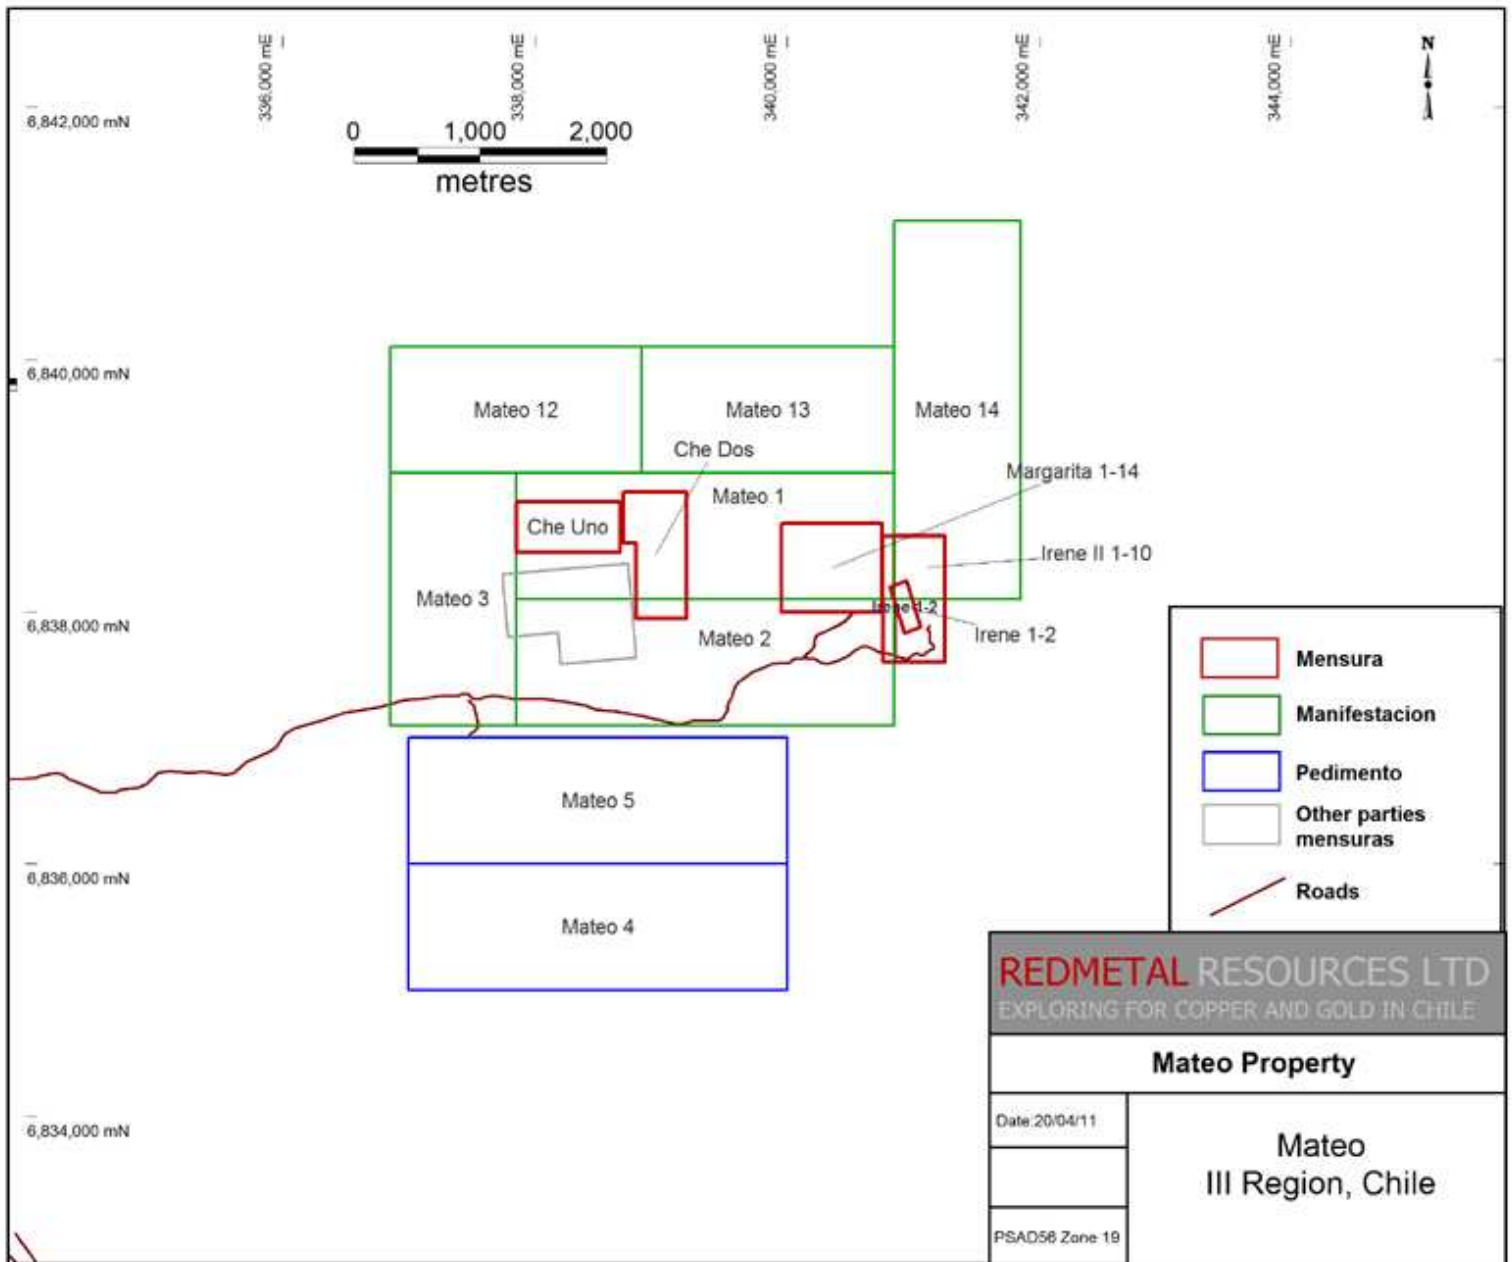 336,000 mE
338,000 mE
340,000 mE
342,000 mE
344,000 mE
N
6,842,000 mN
0 1,000 2,000
metres
6,840,000 mN
Mateo 12
Mateo 13
Mateo 14
Che Dos
Margarita 1-14
Mateo 1
Che Uno
Irene II 1-10
Mateo 3
Irene 1-2
6,838,000 mN
Mateo 2
Irene 1-2
Mensura
Manifestacion
Pedimento
Other parties
mensuras
Roads
Mateo 5
6,836,000 mN
Mateo 4
REDMETAL RESOURCES LTD
EXPLORING FOR COPPER AND GOLD IN CHILE
Mateo Property
Date:20/04/11
6,834,000 mN
Mateo
III Region, Chile
PSAD56 Zone 19